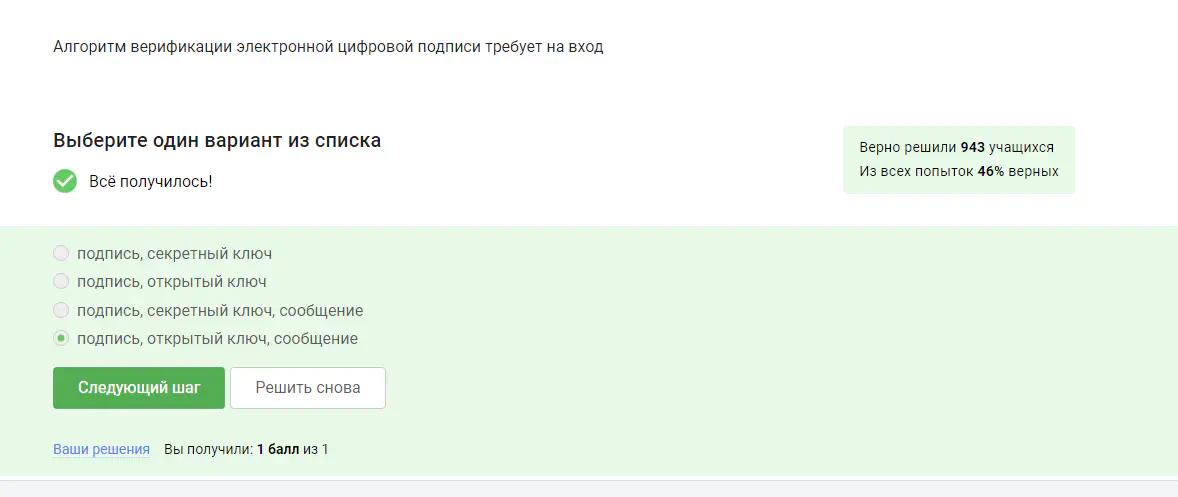 Алгоритм верификации электронной цифровой подписи требует на вход
Выберите один вариант из списка
Всё получилось!
Верно решили 943 учащихся
Из всех попыток 46% верных
подпись, секретный ключ
подпись, открытый ключ
подпись, секретный ключ, сообщение
подпись, открытый ключ, сообщение
Следующий шаг
Решить снова
Ваши решения Вы получили: 1 балл из 1